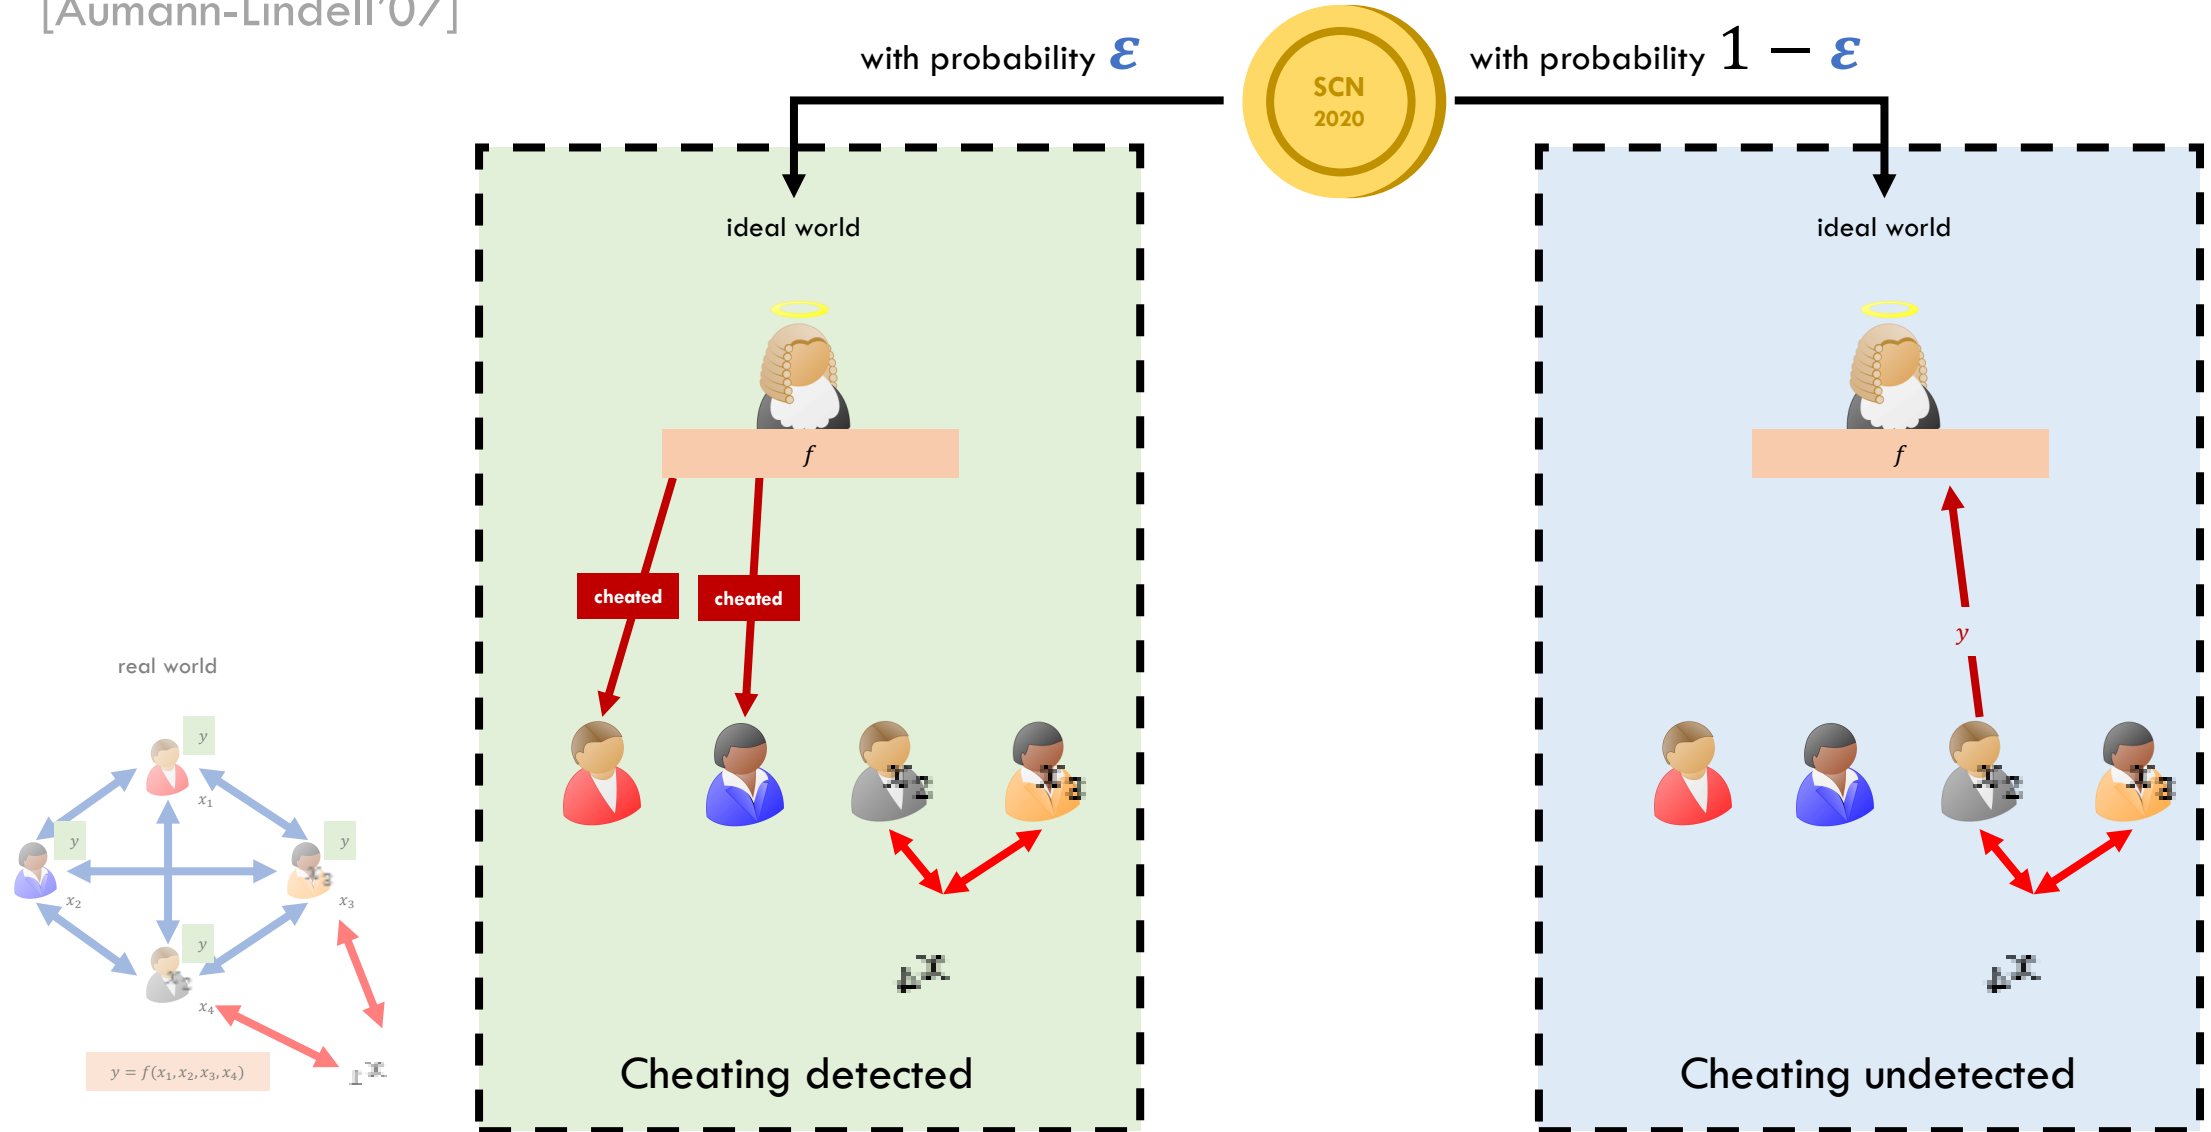 [Aumann-Lindell'07]
with probability ε
SCN
2020
with probability 1 − ε
ideal world
ideal world
f
f
cheated
cheated
y
real world
y
x₁
y
y
x₂
x₃
y
x₄
y = f(x₁, x₂, x₃, x₄)
Cheating detected
Cheating undetected